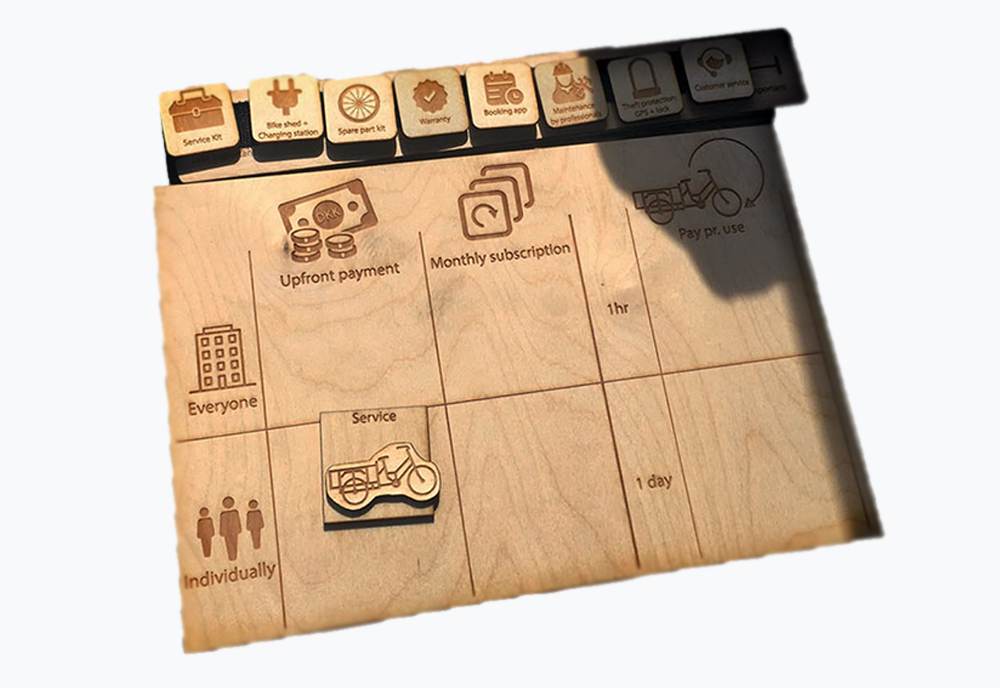 Service Kit
Bike shed +
Charging station
Spare part kit
Warranty
Booking app
Maintenance
by professionals
Theft protection:
GPS + lock
Customer service
DKK
Upfront payment
Monthly subscription
Pay pr. use
1hr
Everyone
Service
1 day
Individually